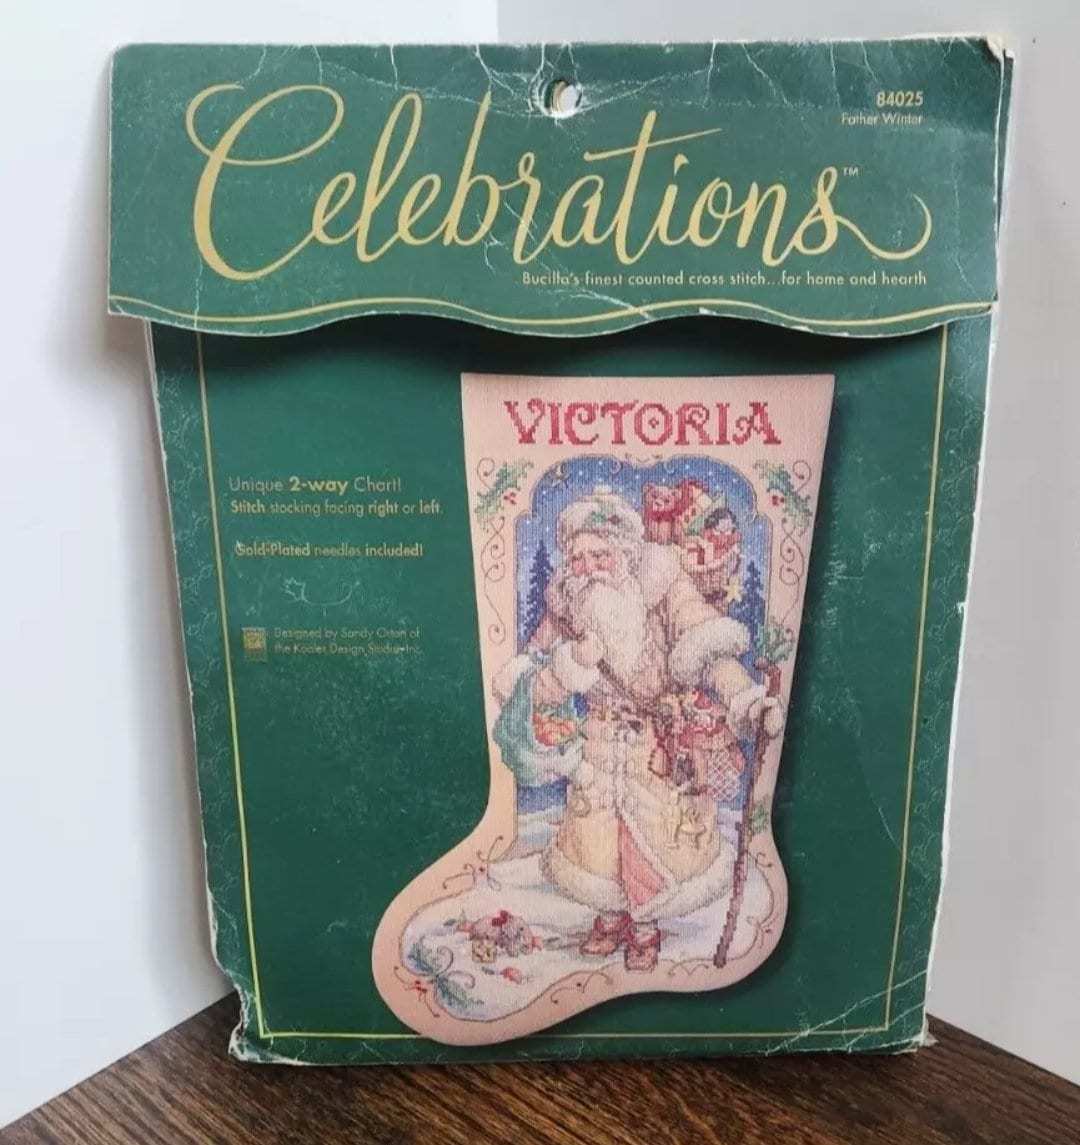 84025
Father Winter
Celebrations™
Bucilla's finest counted cross stitch...for home and hearth
VICTORIA
Unique 2-way Chart!
Stitch stocking facing right or left.
Gold-Plated needles included!
Designed by Sandy Orton of
the Kooler Design Studio, Inc.